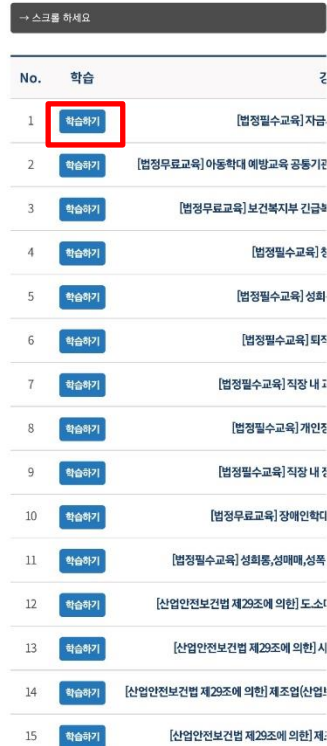 → 스크롤 하세요
No. 학습
1 학습하기 [법정필수교육] 자금
2 학습하기 [법정무료교육] 아동학대 예방교육 공통기관
3 학습하기 [법정무료교육] 보건복지부 긴급복
4 학습하기 [법정필수교육]
5 학습하기 [법정필수교육] 성희
6 학습하기 [법정필수교육] 퇴직
7 학습하기 [법정필수교육] 직장 내
8 학습하기 [법정필수교육] 개인정
9 학습하기 [법정필수교육] 직장 내
10 학습하기 [법정무료교육] 장애인학대
11 학습하기 [법정필수교육] 성희롱,성매매,성폭
12 학습하기 [산업안전보건법 제29조에 의한] 도.소매
13 학습하기 [산업안전보건법 제29조에 의한] 사
14 학습하기 [산업안전보건법 제29조에 의한] 제조업(산업
15 학습하기 [산업안전보건법 제29조에 의한] 제조